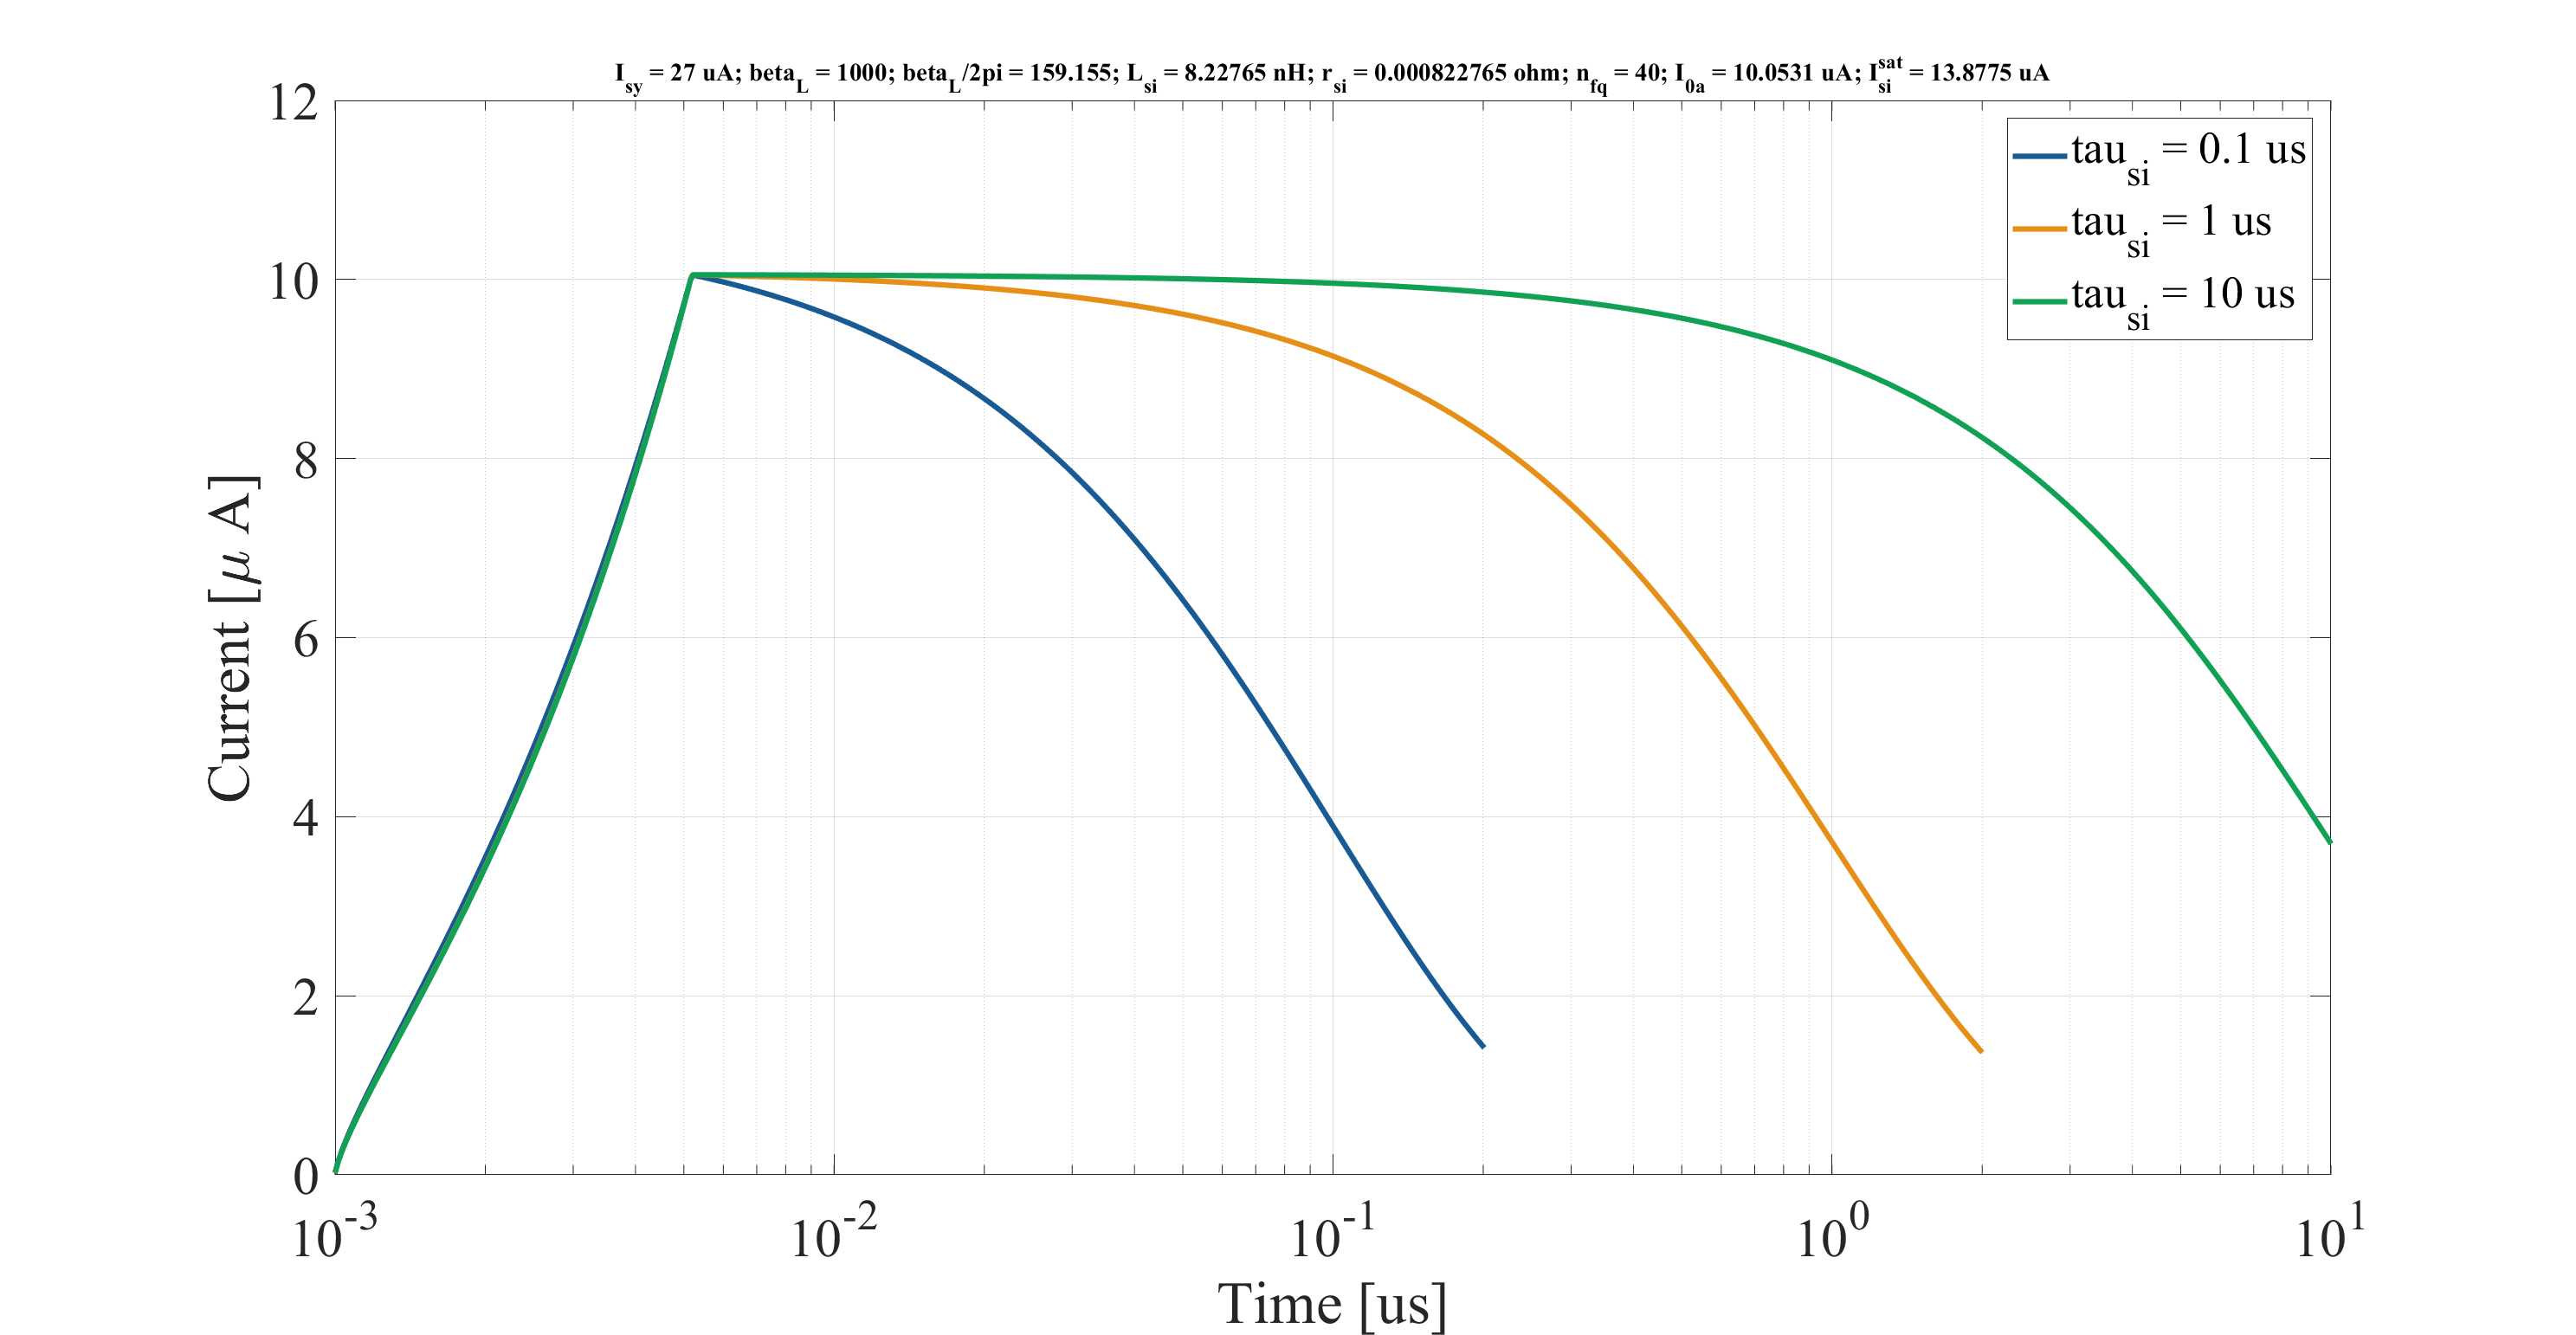 I_sy = 27 uA; beta_L = 1000; beta_L/2pi = 159.155; L_si = 8.22765 nH; r_si = 0.000822765 ohm; n_fq = 40; I_0a = 10.0531 uA; I_si^sat = 13.8775 uA
12
10
8
6
4
2
0
Current [μ A]
tau_si = 0.1 us
tau_si = 1 us
tau_si = 10 us
10^-3
10^-2
10^-1
10^0
10^1
Time [us]